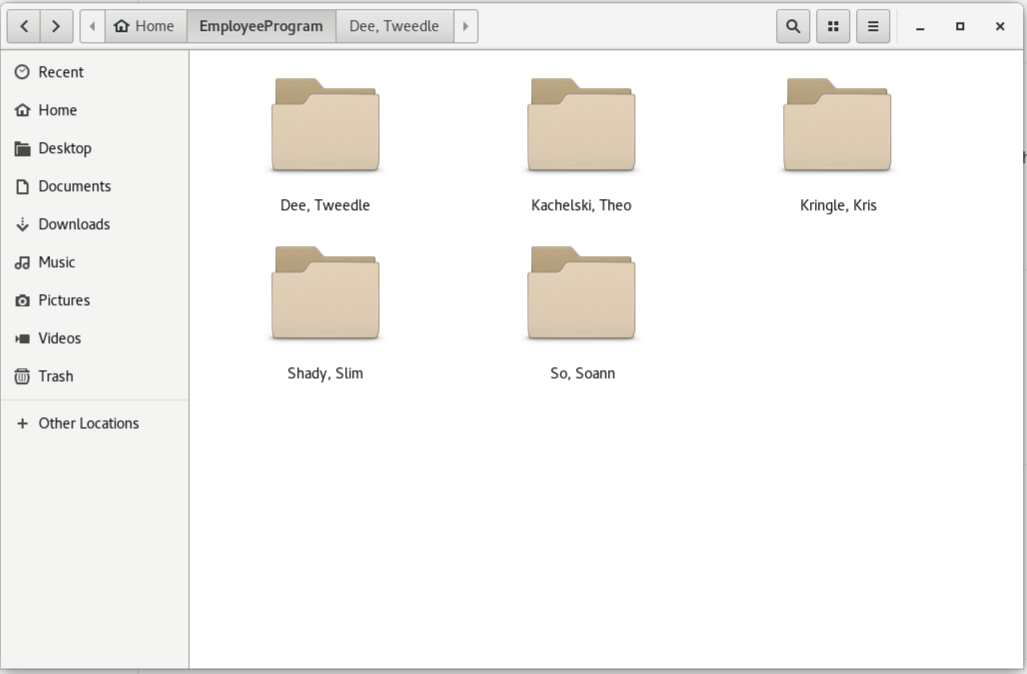 Home EmployeeProgram Dee, Tweedle
Recent
Home
Desktop
Documents
Downloads
Music
Pictures
Videos
Trash
Other Locations
Dee, Tweedle Kachelski, Theo Kringle, Kris
Shady, Slim So, Soann